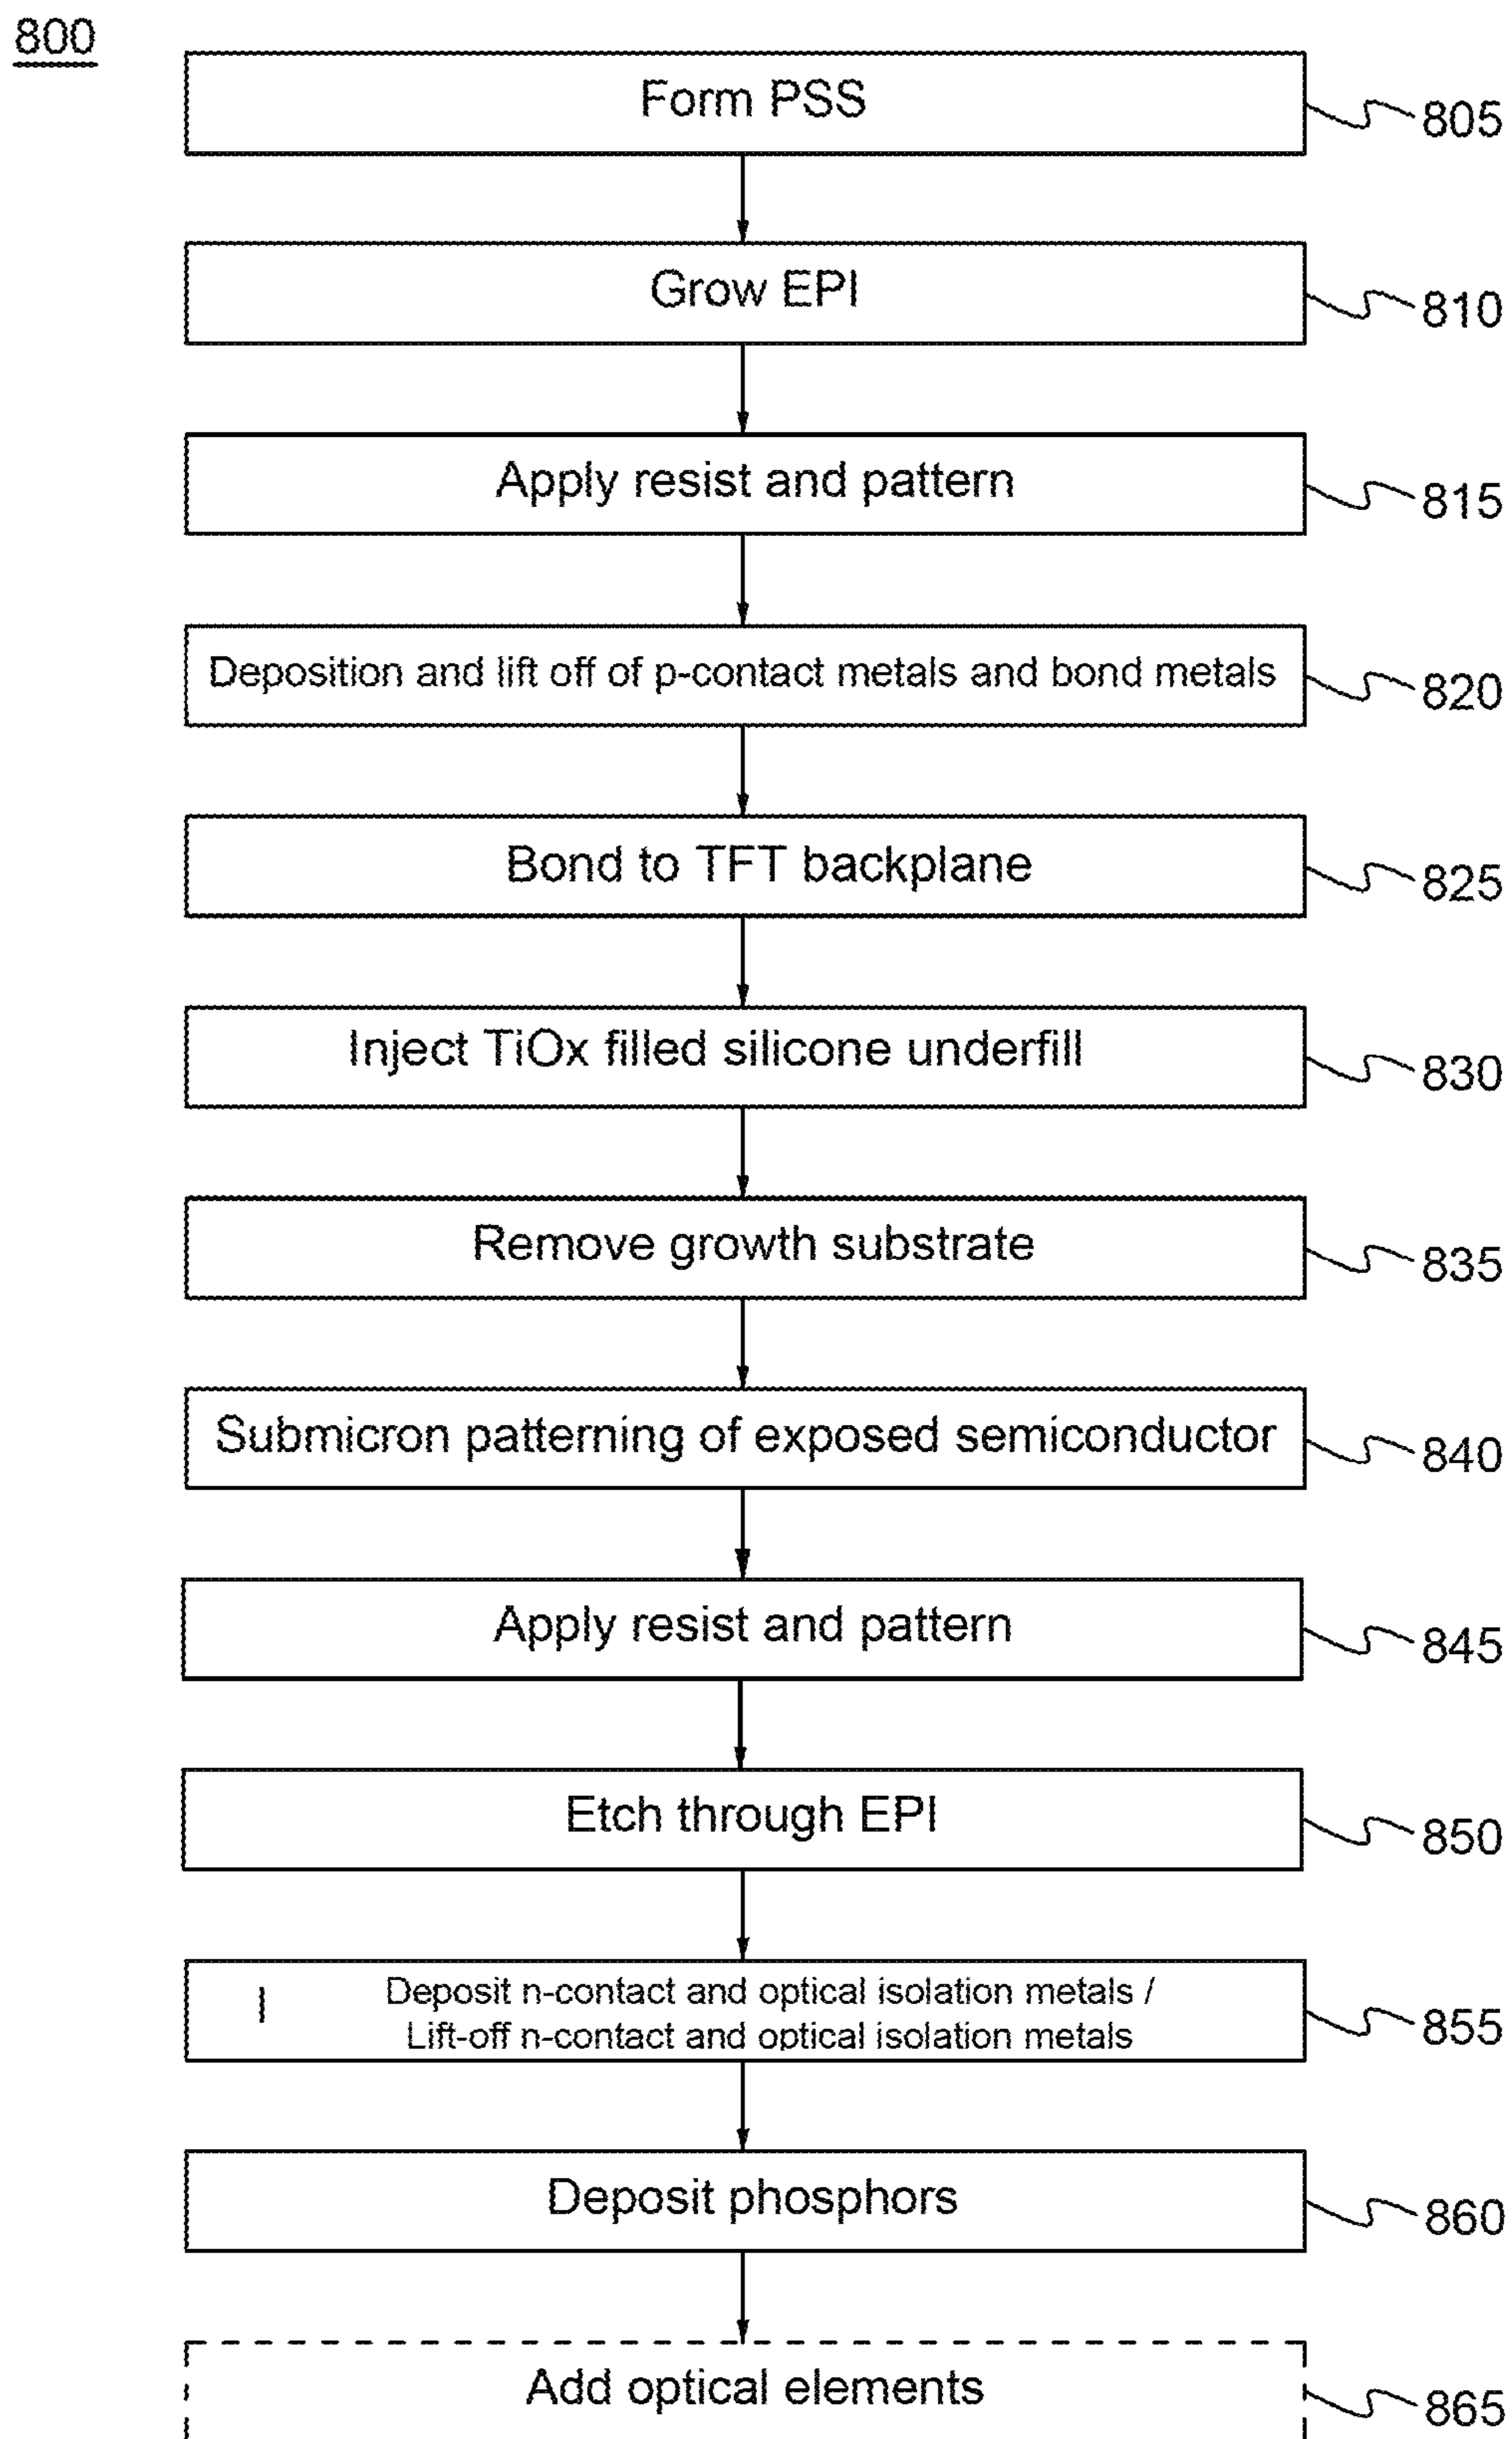 800
Form PSS
805
Grow EPI
810
Apply resist and pattern
815
Deposition and lift off of p-contact metals and bond metals
820
Bond to TFT backplane
825
Inject TiOx filled silicone underfill
830
Remove growth substrate
835
Submicron patterning of exposed semiconductor
840
Apply resist and pattern
845
Etch through EPI
850
I Deposit n-contact and optical isolation metals /
Lift-off n-contact and optical isolation metals
855
Deposit phosphors
860
Add optical elements
865